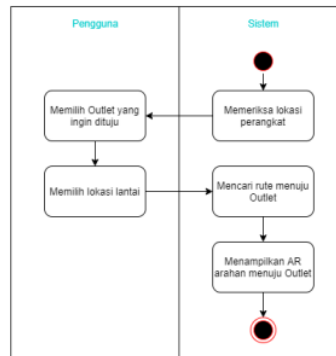 Pengguna
Sistem
Memeriksa lokasi
perangkat
Memilih Outlet yang
ingin dituju
Memilih lokasi lantai
Mencari rute menuju
Outlet
Menampilkan AR
arahan menuju Outlet